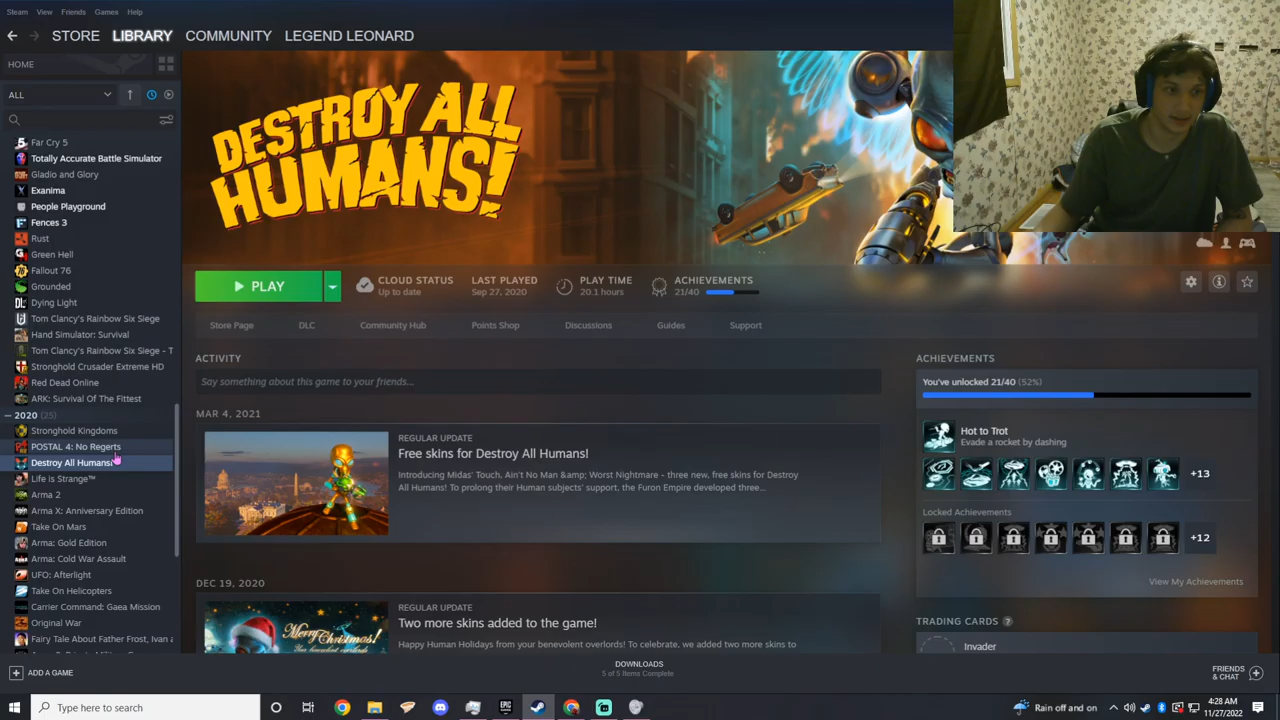 Steam View Friends Games Help
STORE LIBRARY COMMUNITY LEGEND LEONARD
HOME
ALL
Far Cry 5
Totally Accurate Battle Simulator
Gladio and Glory
Exanima
People Playground
Fences 3
Rust
Green Hell
Fallout 76
Grounded
Dying Light
Tom Clancy's Rainbow Six Siege
Hand Simulator: Survival
Tom Clancy's Rainbow Six Siege - T
Stronghold Crusader Extreme HD
Red Dead Online
ARK: Survival Of The Fittest
2020 (25)
Stronghold Kingdoms
POSTAL 4: No Regerts
Destroy All Humans!
Life is Strange™
Arma 2
Arma X: Anniversary Edition
Take On Mars
Arma: Gold Edition
Arma: Cold War Assault
UFO: Afterlight
Take On Helicopters
Carrier Command: Gaea Mission
Original War
Fairy Tale About Father Frost, Ivan a
DESTROY ALL
HUMANS!
PLAY
CLOUD STATUS
Up to date
LAST PLAYED
Sep 27, 2020
PLAY TIME
20.1 hours
ACHIEVEMENTS
21/40
Store Page DLC Community Hub Points Shop Discussions Guides Support
ACTIVITY
Say something about this game to your friends...
MAR 4, 2021
REGULAR UPDATE
Free skins for Destroy All Humans!
Introducing Midas' Touch, Ain't No Man &amp; Worst Nightmare - three new, free skins for Destroy
All Humans! To prolong their Human subjects' support, the Furon Empire developed three...
DEC 19, 2020
REGULAR UPDATE
Two more skins added to the game!
Happy Human Holidays from your benevolent overlords! To celebrate, we added two more skins to
Merry Christmas!
ACHIEVEMENTS
You've unlocked 21/40 (52%)
Hot to Trot
Evade a rocket by dashing
+13
Locked Achievements
+12
View My Achievements
TRADING CARDS ?
Invader
ADD A GAME
DOWNLOADS
5 of 5 Items Complete
FRIENDS
& CHAT
Type here to search
EPIC
Rain off and on
4:28 AM
11/27/2022